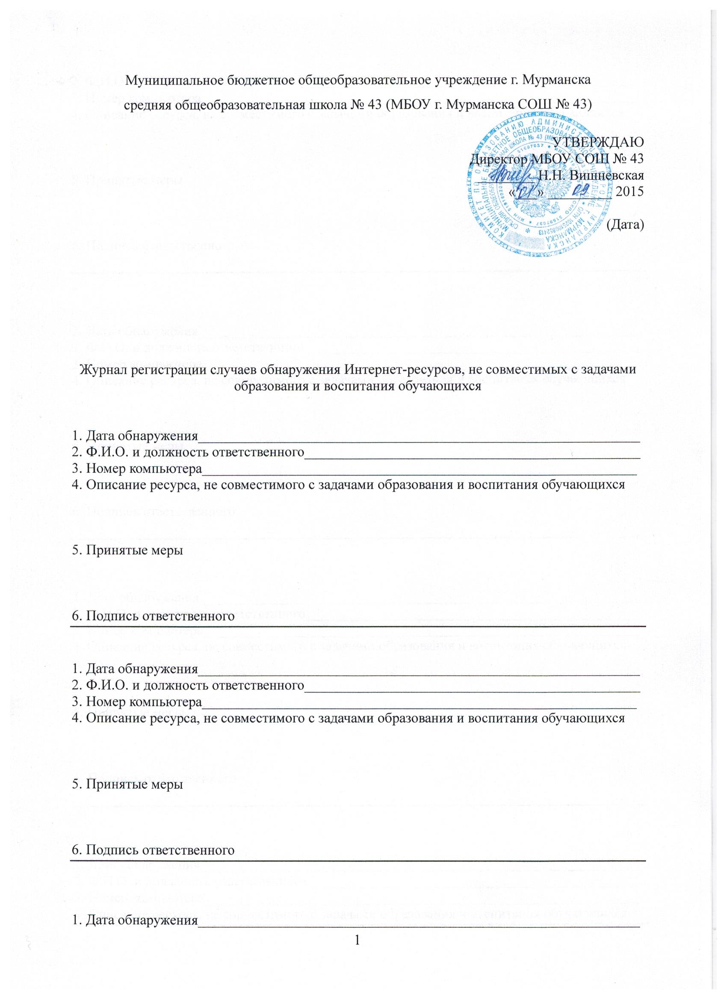 Муниципальное бюджетное общеобразовательное учреждение г. Мурманска
средняя общеобразовательная школа № 43 (МБОУ г. Мурманска СОШ № 43)
УТВЕРЖДАЮ
Директор МБОУ СОШ № 43
________Н.Н. Вишневская
«01» 09 2015
(Дата)
Журнал регистрации случаев обнаружения Интернет-ресурсов, не совместимых с задачами
образования и воспитания обучающихся
1. Дата обнаружения
2. Ф.И.О. и должность ответственного
3. Номер компьютера
4. Описание ресурса, не совместимого с задачами образования и воспитания обучающихся
5. Принятые меры
6. Подпись ответственного
1. Дата обнаружения
2. Ф.И.О. и должность ответственного
3. Номер компьютера
4. Описание ресурса, не совместимого с задачами образования и воспитания обучающихся
5. Принятые меры
6. Подпись ответственного
1. Дата обнаружения
1